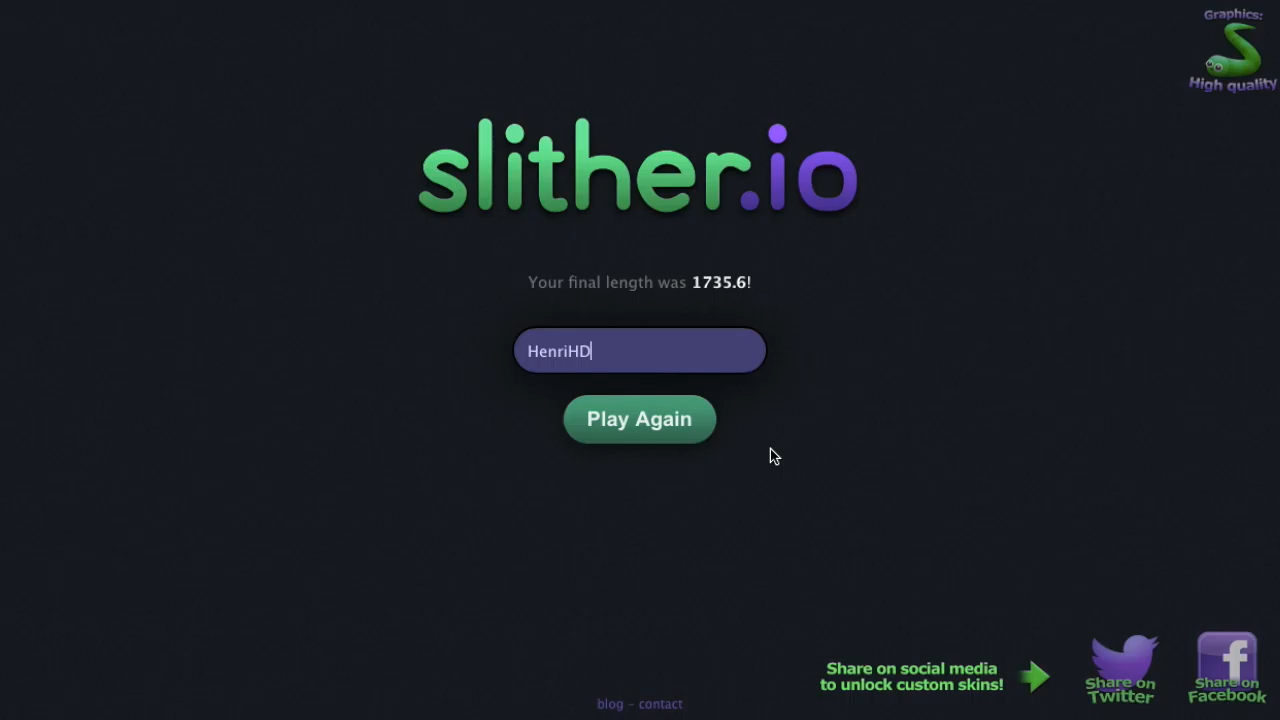 Graphics:
High quality
slither.io
Your final length was 1735.6!
HenriHD
Play Again
Share on social media
to unlock custom skins!
Share on
Twitter
Share on
Facebook
blog - contact